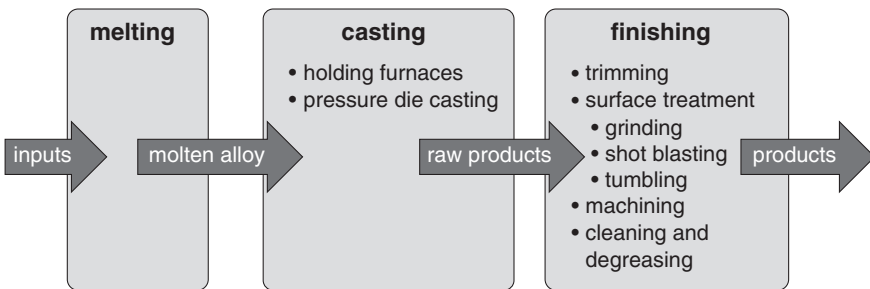 melting
casting
finishing
• holding furnaces
• pressure die casting
• trimming
• surface treatment
• grinding
• shot blasting
• tumbling
• machining
• cleaning and
degreasing
inputs
molten alloy
raw products
products